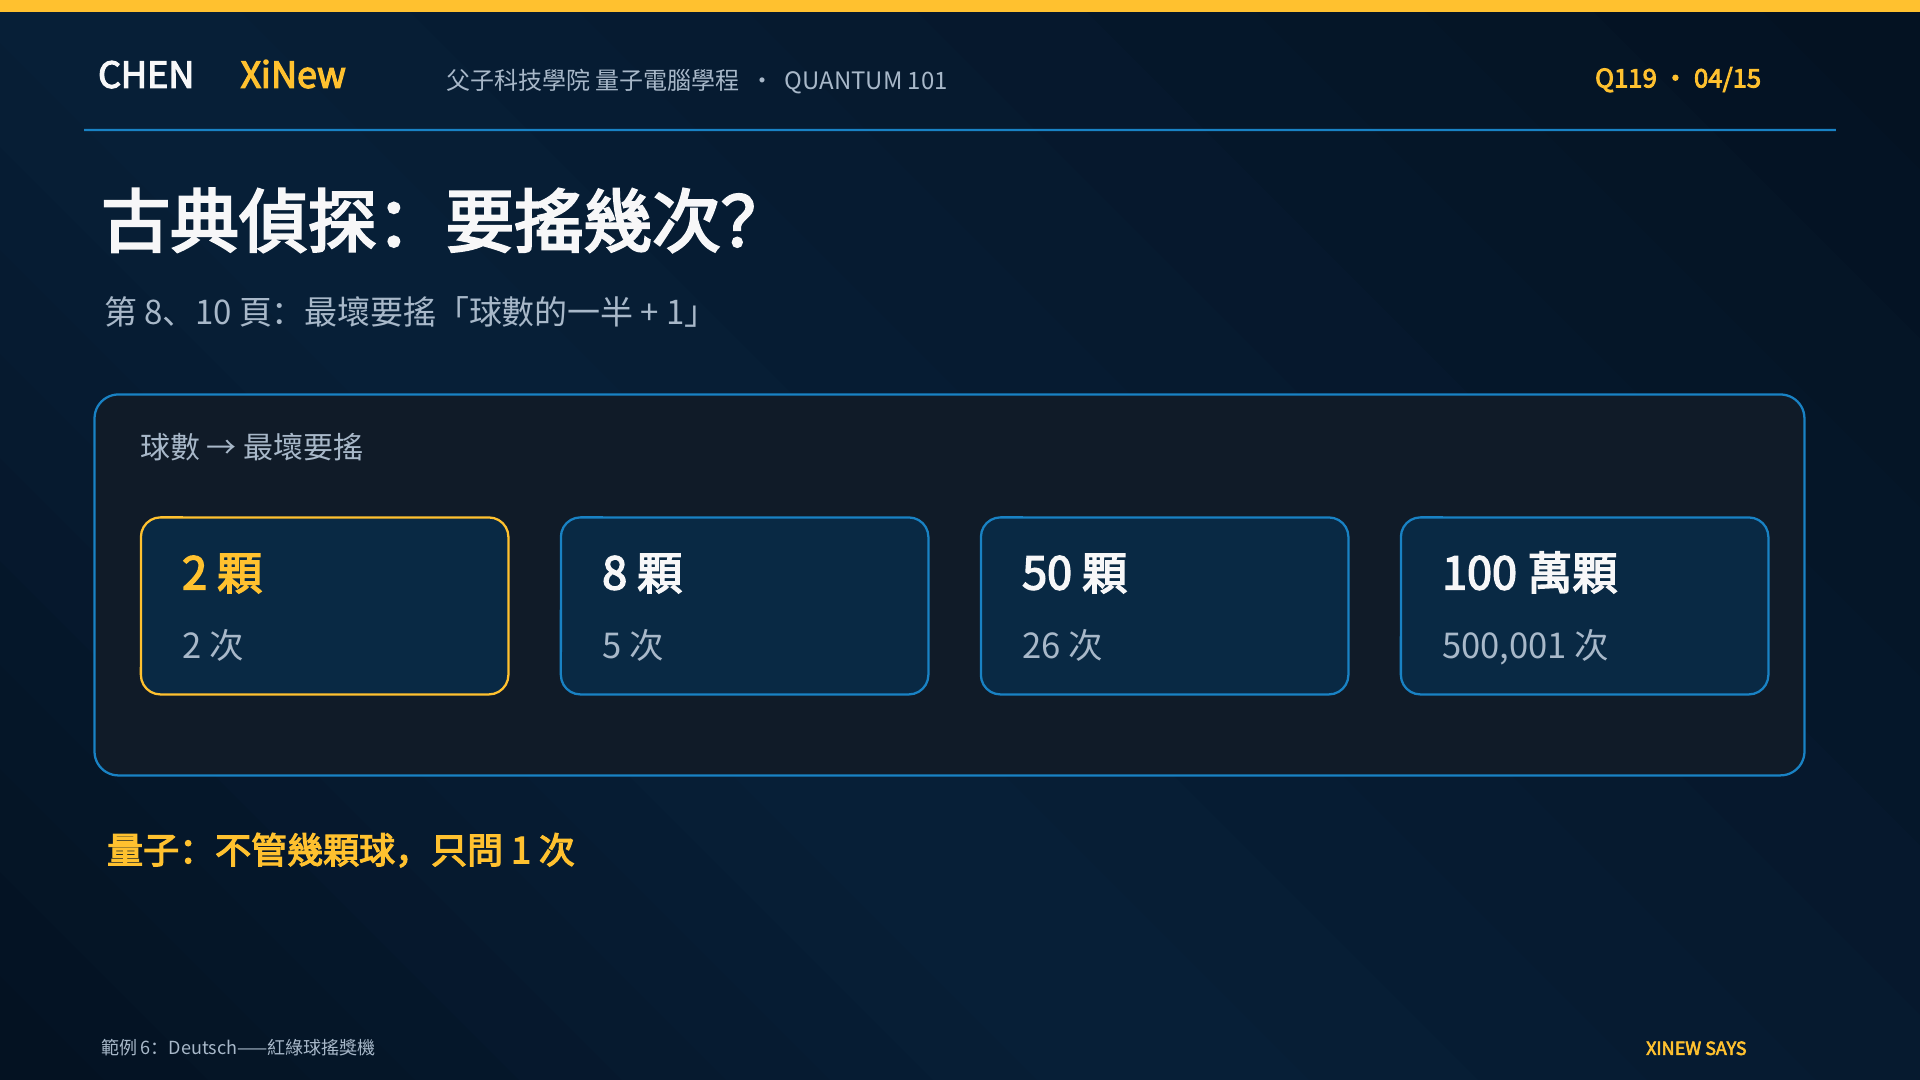 CHEN XiNew 父子科技學院 量子電腦學程 • QUANTUM 101 Q119 • 04/15
古典偵探：要搖幾次？
第 8、10 頁：最壞要搖「球數的一半 + 1」
球數 → 最壞要搖
2 顆 8 顆 50 顆 100 萬顆
2 次 5 次 26 次 500,001 次
量子：不管幾顆球，只問 1 次
範例 6：Deutsch——紅綠球搖獎機 XINEW SAYS